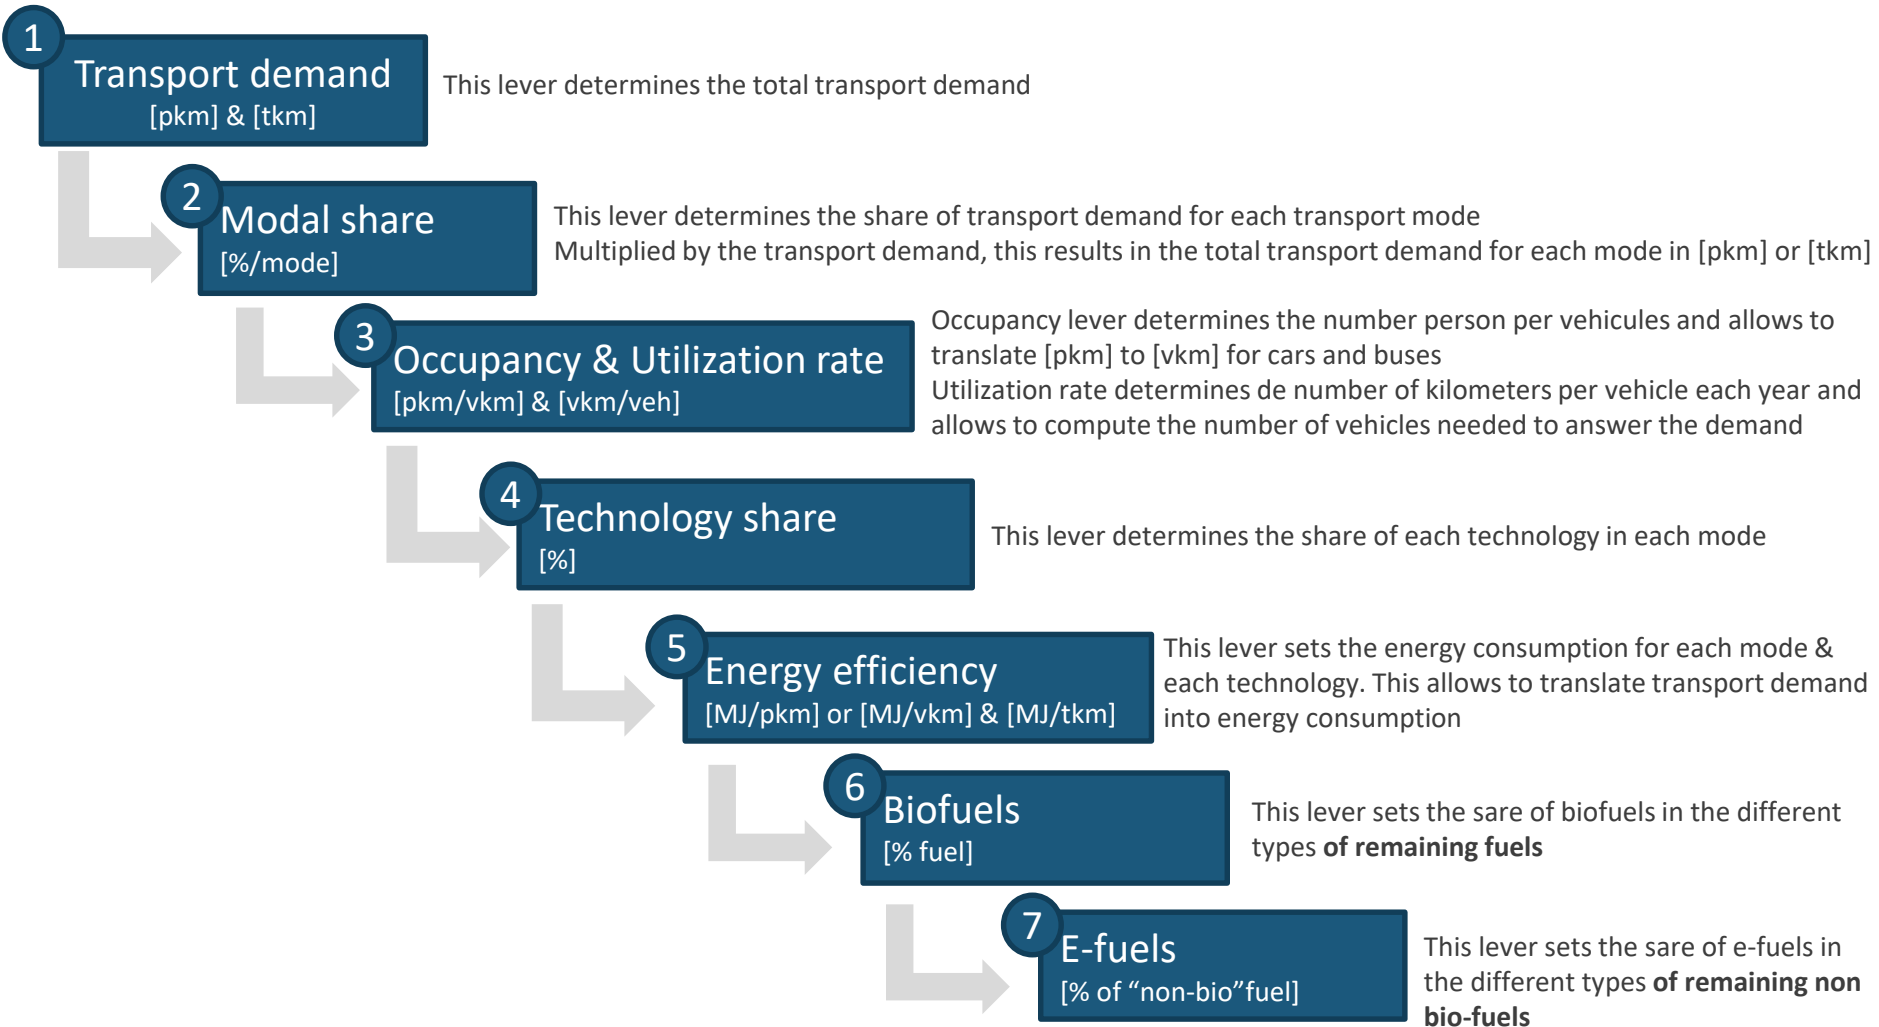 1
Transport demand
[pkm] & [tkm]
This lever determines the total transport demand
2
Modal share
[%/mode]
This lever determines the share of transport demand for each transport mode
Multiplied by the transport demand, this results in the total transport demand for each mode in [pkm] or [tkm]
3
Occupancy & Utilization rate
[pkm/vkm] & [vkm/veh]
Occupancy lever determines the number person per vehicules and allows to
translate [pkm] to [vkm] for cars and buses
Utilization rate determines de number of kilometers per vehicle each year and
allows to compute the number of vehicles needed to answer the demand
4
Technology share
[%]
This lever determines the share of each technology in each mode
5
Energy efficiency
[MJ/pkm] or [MJ/vkm] & [MJ/tkm]
This lever sets the energy consumption for each mode &
each technology. This allows to translate transport demand
into energy consumption
6
Biofuels
[% fuel]
This lever sets the sare of biofuels in the different
types of remaining fuels
7
E-fuels
[% of “non-bio”fuel]
This lever sets the sare of e-fuels in
the different types of remaining non
bio-fuels